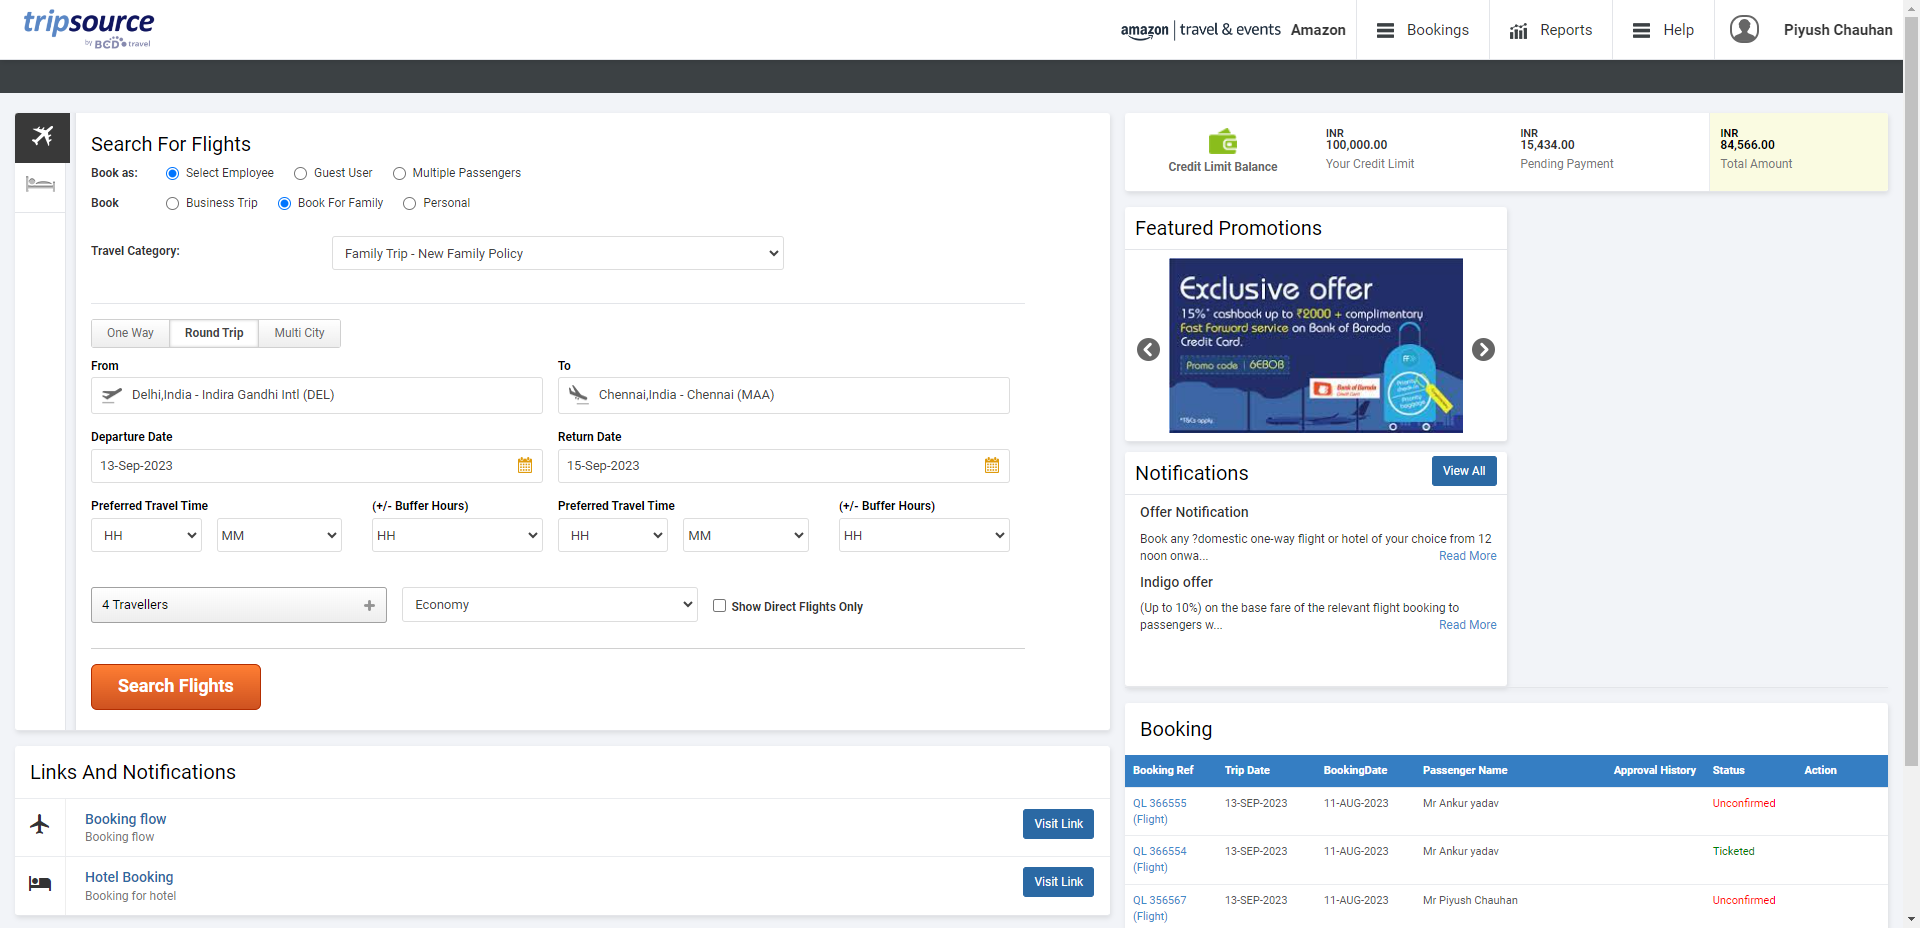 tripsource
by BCD travel
amazon | travel & events Amazon
Bookings
Reports
Help
Piyush Chauhan
Search For Flights
Book as: Select Employee Guest User Multiple Passengers
Book Business Trip Book For Family Personal
Travel Category: Family Trip - New Family Policy
One Way Round Trip Multi City
From To
Delhi,India - Indira Gandhi Intl (DEL) Chennai,India - Chennai (MAA)
Departure Date Return Date
13-Sep-2023 15-Sep-2023
Preferred Travel Time (+/- Buffer Hours) Preferred Travel Time (+/- Buffer Hours)
HH MM HH HH MM HH
4 Travellers Economy Show Direct Flights Only
Search Flights
Links And Notifications
Booking flow
Booking flow
Visit Link
Hotel Booking
Booking for hotel
Visit Link
Credit Limit Balance
INR
100,000.00
Your Credit Limit
INR
15,434.00
Pending Payment
INR
84,566.00
Total Amount
Featured Promotions
Exclusive offer
15%* cashback up to ₹2000 + complimentary
Fast Forward service on Bank of Baroda
Credit Card.
Promo code | 6EBOB
Bank of Baroda
Credit Card
FF
Priority
check-in
Priority
baggage
*T&Cs apply.
Notifications
View All
Offer Notification
Book any ?domestic one-way flight or hotel of your choice from 12
noon onwa... Read More
Indigo offer
(Up to 10%) on the base fare of the relevant flight booking to
passengers w... Read More
Booking
Booking Ref Trip Date BookingDate Passenger Name Approval History Status Action
QL 366555 13-SEP-2023 11-AUG-2023 Mr Ankur yadav Unconfirmed
(Flight)
QL 366554 13-SEP-2023 11-AUG-2023 Mr Ankur yadav Ticketed
(Flight)
QL 356567 13-SEP-2023 11-AUG-2023 Mr Piyush Chauhan Unconfirmed
(Flight)